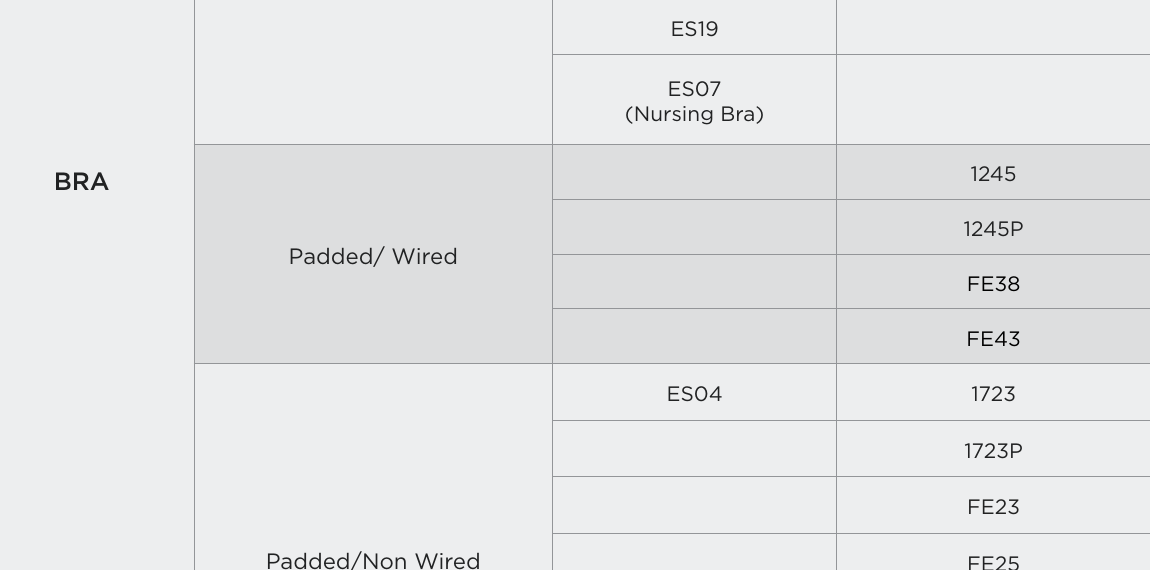 ES19
ES07
(Nursing Bra)
BRA
Padded/ Wired
1245
1245P
FE38
FE43
ES04
1723
1723P
FE23
Padded/Non Wired
FE25